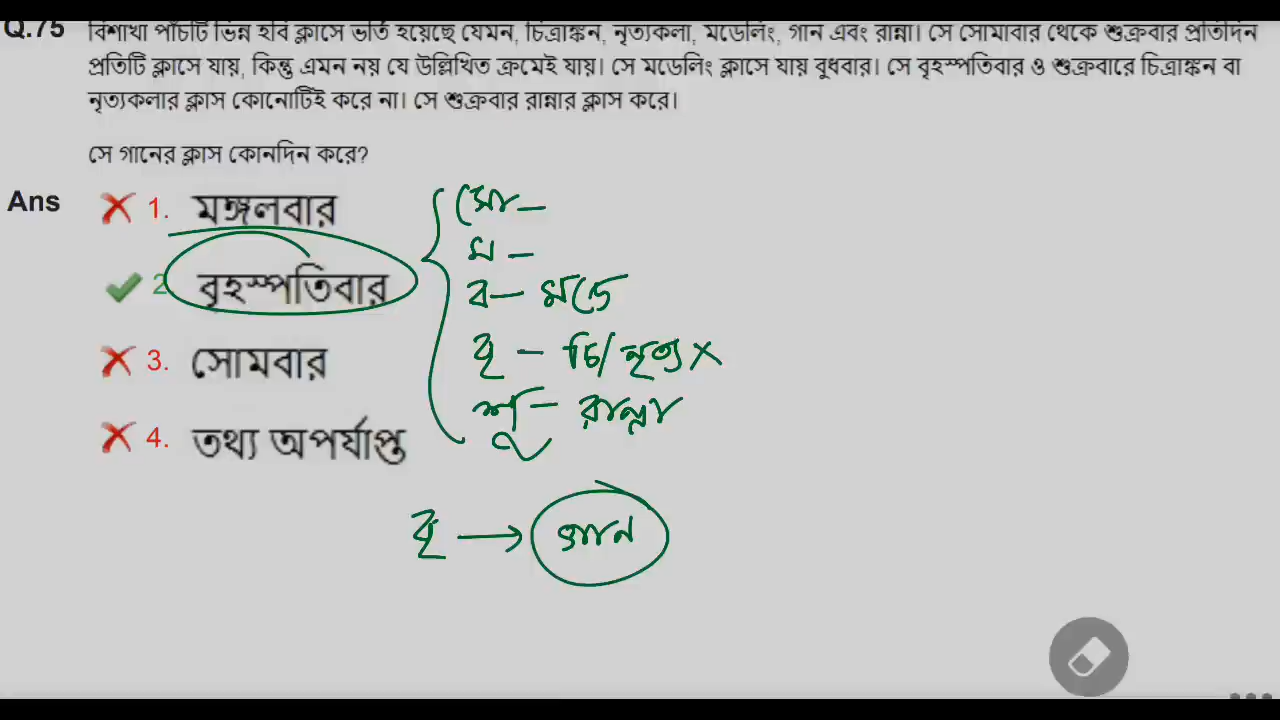 Q.75 বিশাখা পাঁচটি ভিন্ন হবি ক্লাসে ভর্তি হয়েছে যেমন, চিত্রাঙ্কন, নৃত্যকলা, মডেলিং, গান এবং রান্না। সে সোমাবার থেকে শুক্রবার প্রতিদিন
প্রতিটি ক্লাসে যায়, কিন্তু এমন নয় যে উল্লিখিত ক্রমেই যায়। সে মডেলিং ক্লাসে যায় বুধবার। সে বৃহস্পতিবার ও শুক্রবারে চিত্রাঙ্কন বা
নৃত্যকলার ক্লাস কোনোটিই করে না। সে শুক্রবার রান্নার ক্লাস করে।
সে গানের ক্লাস কোনদিন করে?
Ans 1. মঙ্গলবার
2 বৃহস্পতিবার
3. সোমবার
4. তথ্য অপর্যাপ্ত
সো –
ম –
ব – মডে
বৃ – চি/নৃত্য X
শু – রান্না
বৃ → গান